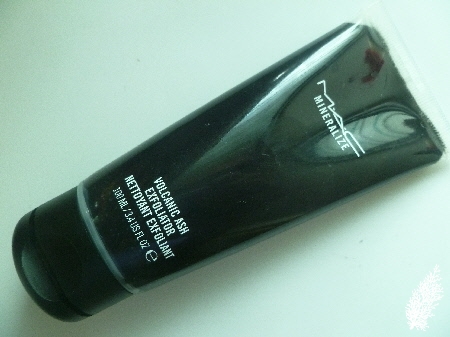 MAC
MINERALIZE
VOLCANIC ASH
EXFOLIATOR
NETTOYANT EXFOLIANT
100 ML / 3.4 US FL OZ ℮